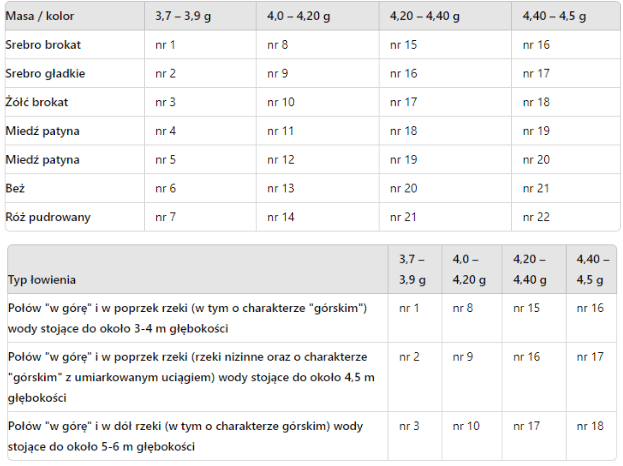 Masa / kolor 3,7 – 3,9 g 4,0 – 4,20 g 4,20 – 4,40 g 4,40 – 4,5 g
Srebro brokat nr 1 nr 8 nr 15 nr 16
Srebro gładkie nr 2 nr 9 nr 16 nr 17
Żółć brokat nr 3 nr 10 nr 17 nr 18
Miedź patyna nr 4 nr 11 nr 18 nr 19
Miedź patyna nr 5 nr 12 nr 19 nr 20
Beż nr 6 nr 13 nr 20 nr 21
Róż pudrowany nr 7 nr 14 nr 21 nr 22
3,7 – 4,0 – 4,20 – 4,40 –
Typ łowienia 3,9 g 4,20 g 4,40 g 4,5 g
Połów "w górę" i w poprzek rzeki (w tym o charakterze "górskim") nr 1 nr 8 nr 15 nr 16
wody stojące do około 3-4 m głębokości
Połów "w górę" i w poprzek rzeki (rzeki nizinne oraz o charakterze nr 2 nr 9 nr 16 nr 17
"górskim" z umiarkowanym uciągiem) wody stojące do około 4,5 m
głębokości
Połów "w górę" i w dół rzeki (w tym o charakterze górskim) wody nr 3 nr 10 nr 17 nr 18
stojące do około 5-6 m głębokości